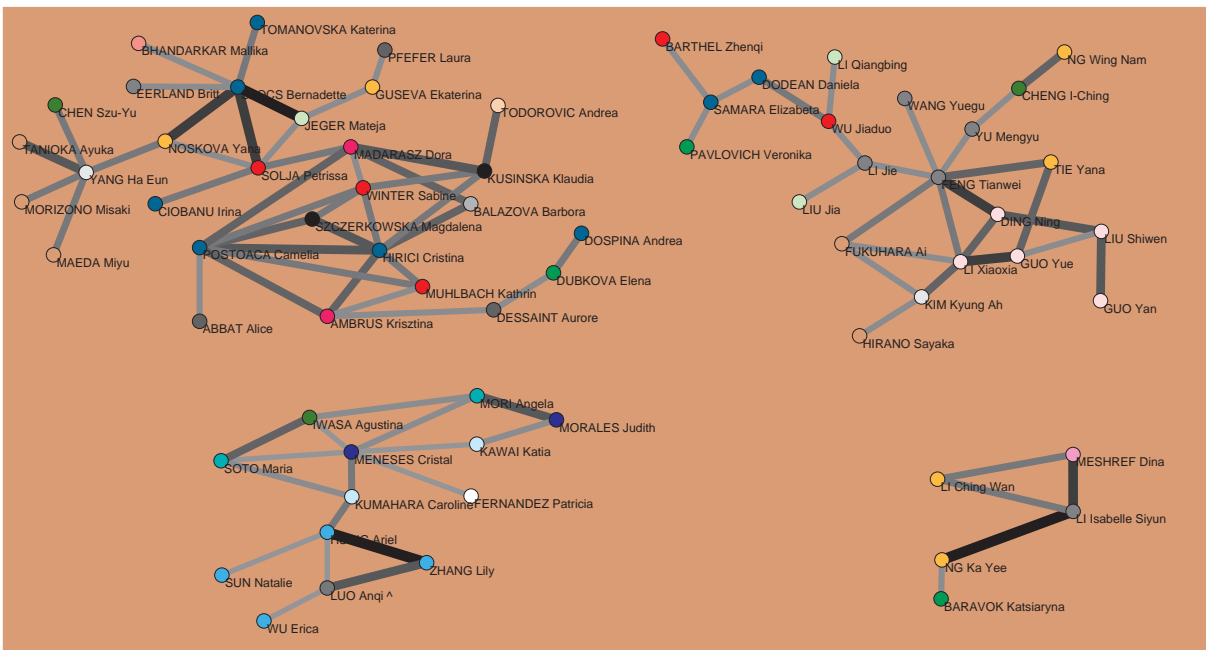 TOMANOVSKA Katerina
BHANDARKAR Mallika
PFEFER Laura
EERLAND Britt
OCS Bernadette
GUSEVA Ekaterina
CHEN Szu-Yu
JEGER Mateja
TODOROVIC Andrea
TANIOKA Ayuka
NOSKOVA Yana
MADARASZ Dora
YANG Ha Eun
SOLJA Petrissa
KUSINSKA Klaudia
WINTER Sabine
MORIZONO Misaki
CIOBANU Irina
BALAZOVA Barbora
SZCZERKOWSKA Magdalena
DOSPINA Andrea
MAEDA Miyu
POSTOACA Camelia
HIRICI Cristina
DUBKOVA Elena
MUHLBACH Kathrin
ABBAT Alice
AMBRUS Krisztina
DESSAINT Aurore
BARTHEL Zhenqi
LI Qiangbing
NG Wing Nam
DODEAN Daniela
SAMARA Elizabeta
WANG Yuegu
CHENG I-Ching
WU Jiaduo
YU Mengyu
PAVLOVICH Veronika
LI Jie
FENG Tianwei
TIE Yana
LIU Jia
DING Ning
LIU Shiwen
FUKUHARA Ai
LI Xiaoxia
GUO Yue
KIM Kyung Ah
GUO Yan
HIRANO Sayaka
MORI Angela
IWASA Agustina
MORALES Judith
KAWAI Katia
SOTO Maria
MENESES Cristal
KUMAHARA Caroline
FERNANDEZ Patricia
Ariel
ZHANG Lily
SUN Natalie
LUO Anqi ^
WU Erica
MESHREF Dina
LI Ching Wan
LI Isabelle Siyun
NG Ka Yee
BARAVOK Katsiaryna